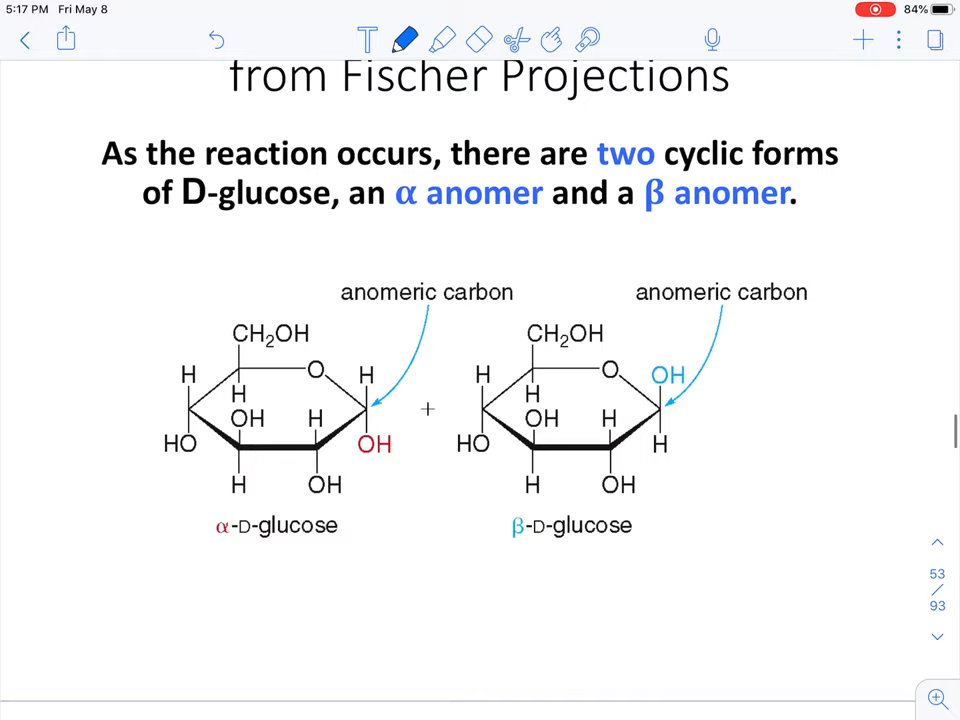 5:17 PM Fri May 8
84%
T
from Fischer Projections
As the reaction occurs, there are two cyclic forms
of D-glucose, an α anomer and a β anomer.
anomeric carbon anomeric carbon
CH2OH CH2OH
H O H H O OH
H H
OH H OH H
HO OH HO H
H OH H OH
+
α-D-glucose β-D-glucose
53
/
93